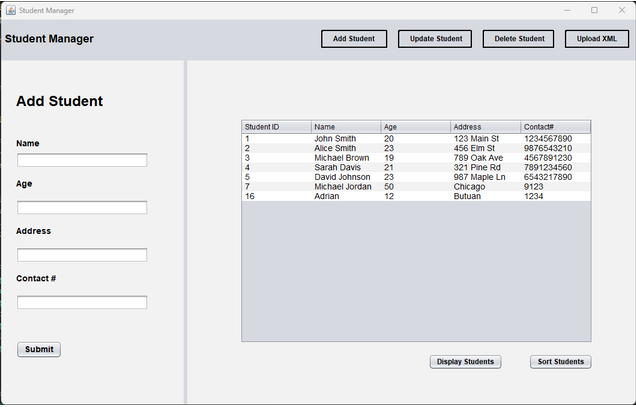 Student Manager
Student Manager
Add Student Update Student Delete Student Upload XML
Add Student
Name
Age
Address
Contact #
Submit
Student ID Name Age Address Contact#
1 John Smith 20 123 Main St 1234567890
2 Alice Smith 23 456 Elm St 9876543210
3 Michael Brown 19 789 Oak Ave 4567891230
4 Sarah Davis 21 321 Pine Rd 7891234560
5 David Johnson 23 987 Maple Ln 6543217890
7 Michael Jordan 50 Chicago 9123
16 Adrian 12 Butuan 1234
Display Students Sort Students